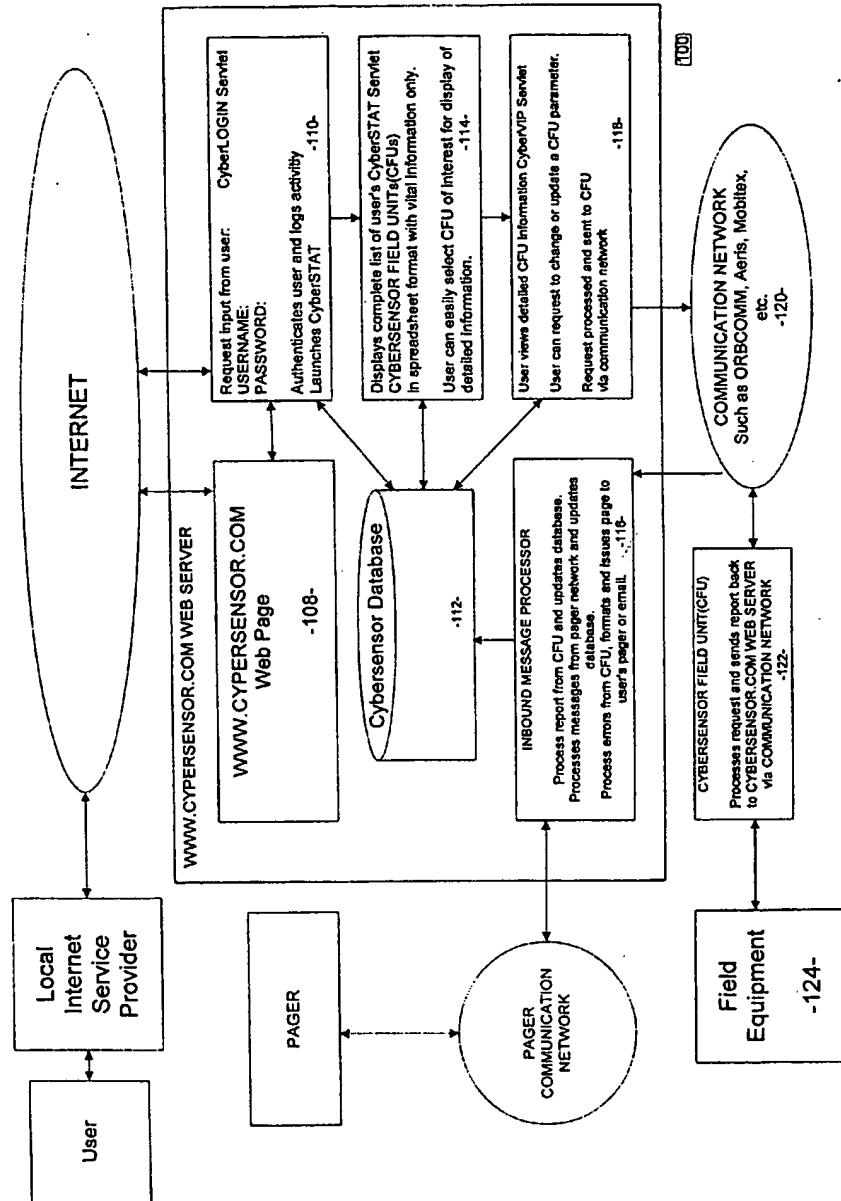 User
Local
Internet
Service
Provider
INTERNET
WWW.CYPERSENSOR.COM WEB SERVER
WWW.CYPERSENSOR.COM
Web Page
-108-
Request input from user: CyberLOGIN Servlet
USERNAME:
PASSWORD:
Authenticates user and logs activity
Launches CyberSTAT -110-
Displays complete list of user's CyberSTAT Servlet
CYBERSENSOR FIELD UNITs(CFUs)
In spreadsheet format with vital information only.
User can easily select CFU of interest for display of
detailed information. -114-
User views detailed CFU information CyberVIP Servlet
User can request to change or update a CFU parameter.
Request processed and sent to CFU
via communication network -118-
Cybersensor Database
-112-
INBOUND MESSAGE PROCESSOR
Process report from CFU and updates database.
Processes messages from pager network and updates
database.
Process errors from CFU, formats and issues page to
user's pager or email. -116-
100
PAGER
PAGER
COMMUNICATION
NETWORK
COMMUNICATION NETWORK
Such as ORBCOMM, Aeris, Mobitex,
etc.
-120-
CYBERSENSOR FIELD UNIT(CFU)
Processes request and sends report back
to CYBERSENSOR.COM WEB SERVER
via COMMUNICATION NETWORK
-122-
Field
Equipment
-124-